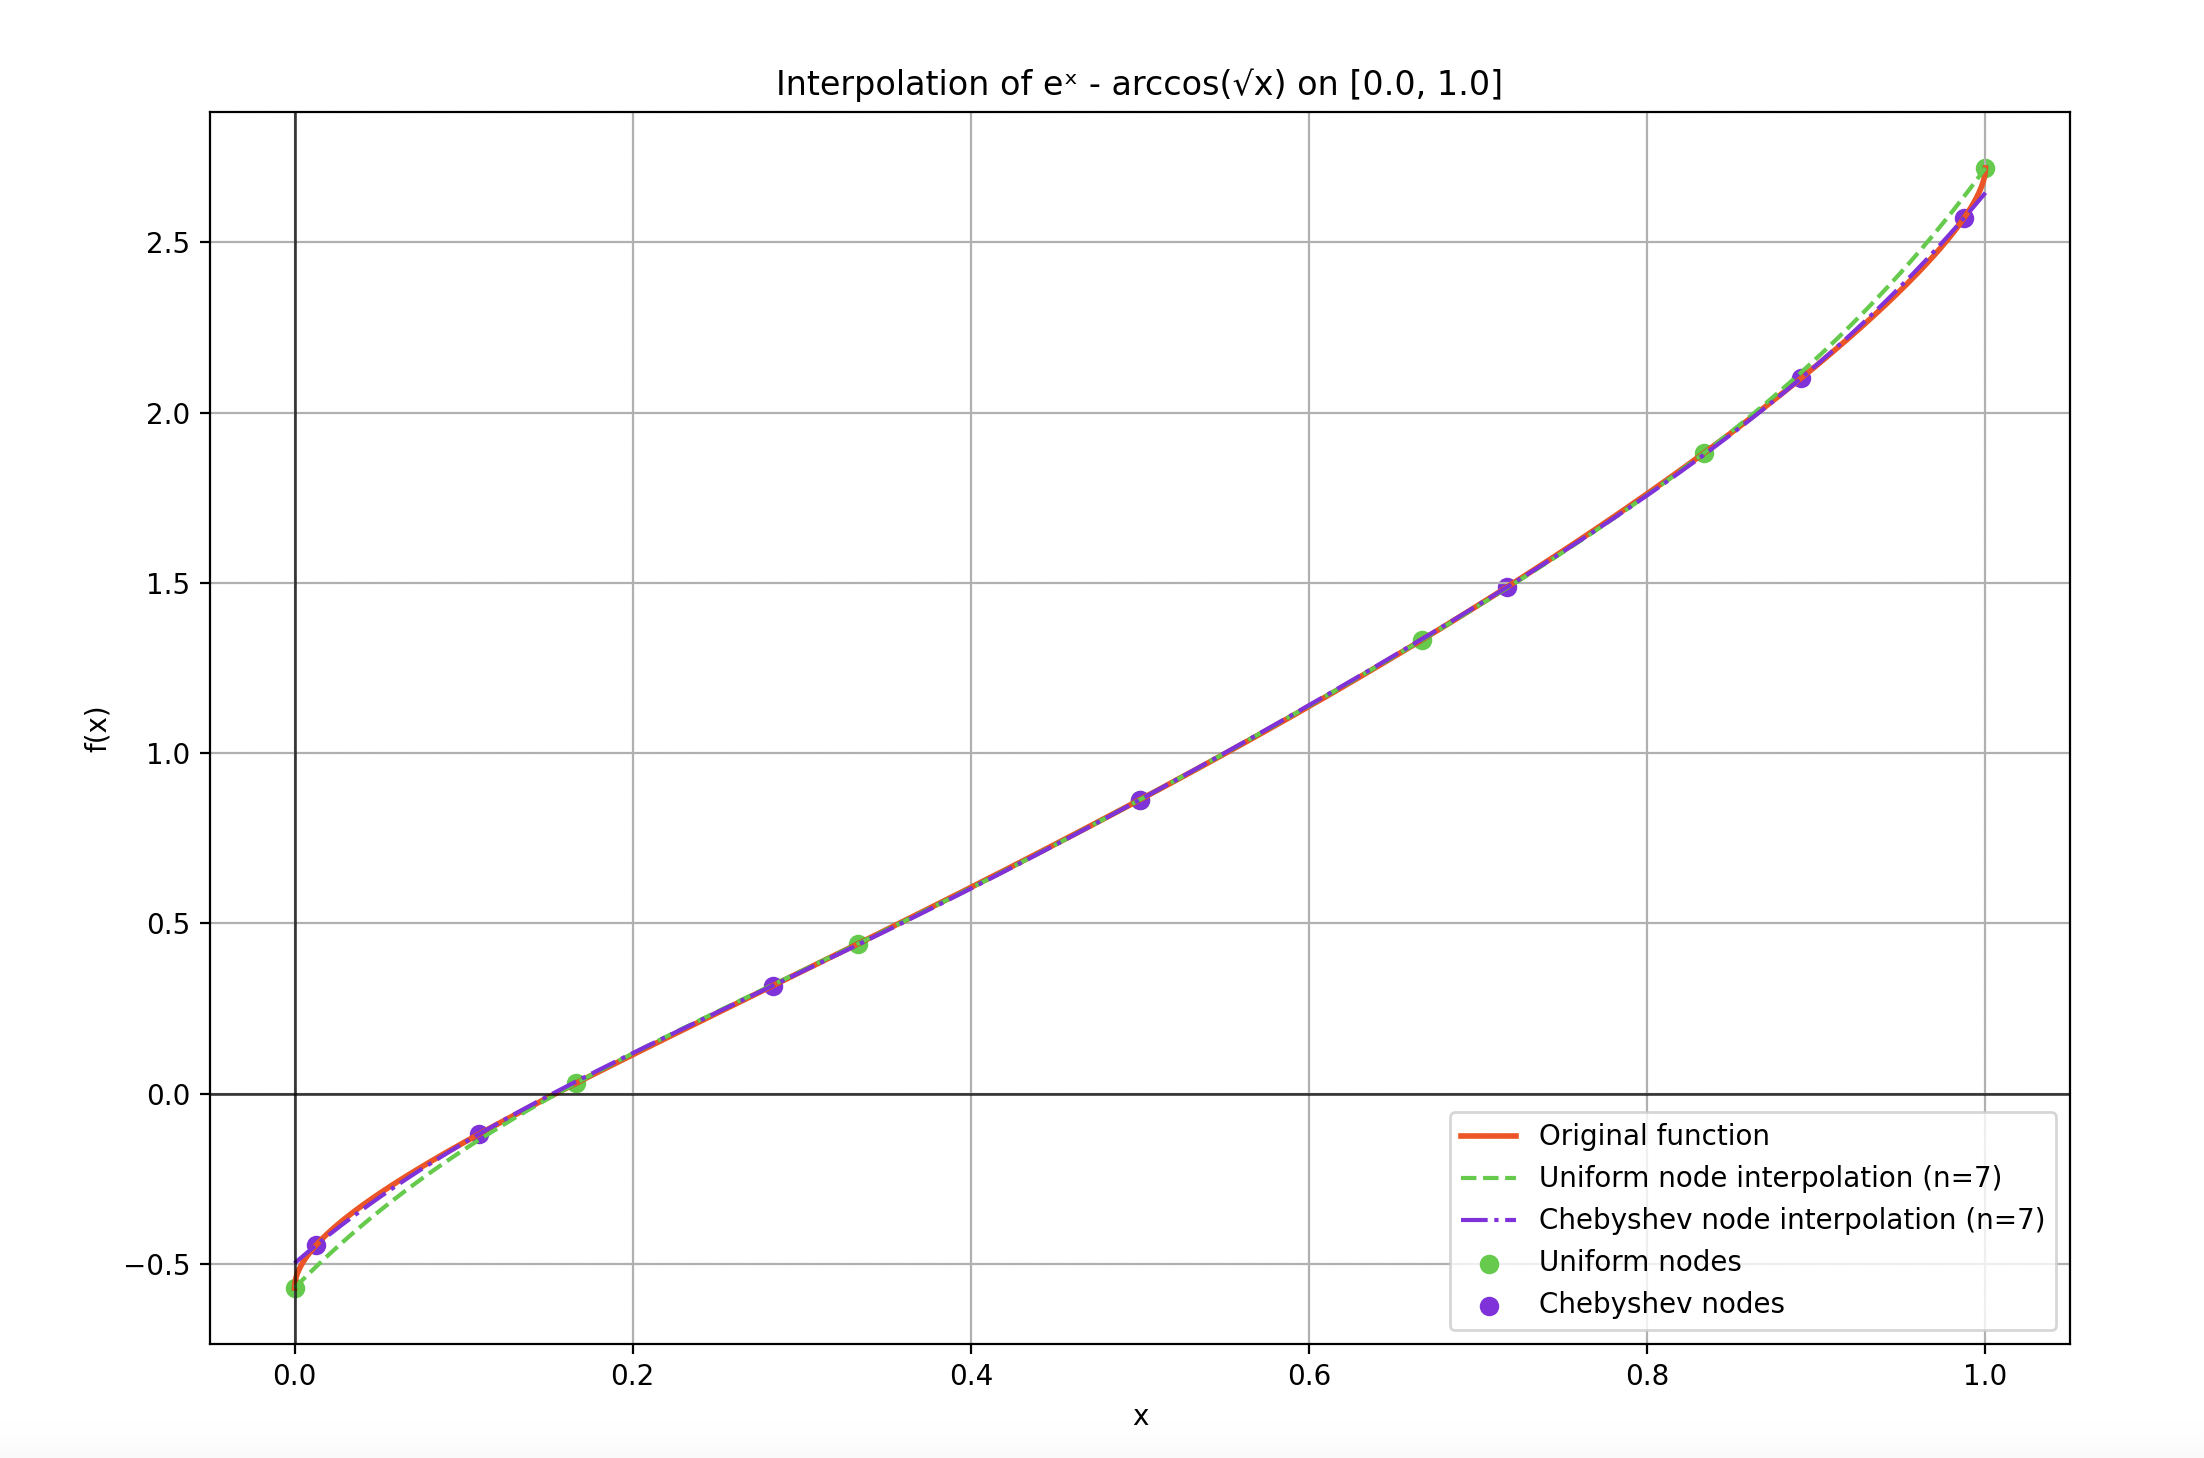 Interpolation of eˣ - arccos(√x) on [0.0, 1.0]
2.5
2.0
1.5
1.0
0.5
0.0
−0.5
f(x)
Original function
Uniform node interpolation (n=7)
Chebyshev node interpolation (n=7)
Uniform nodes
Chebyshev nodes
0.0 0.2 0.4 0.6 0.8 1.0
x